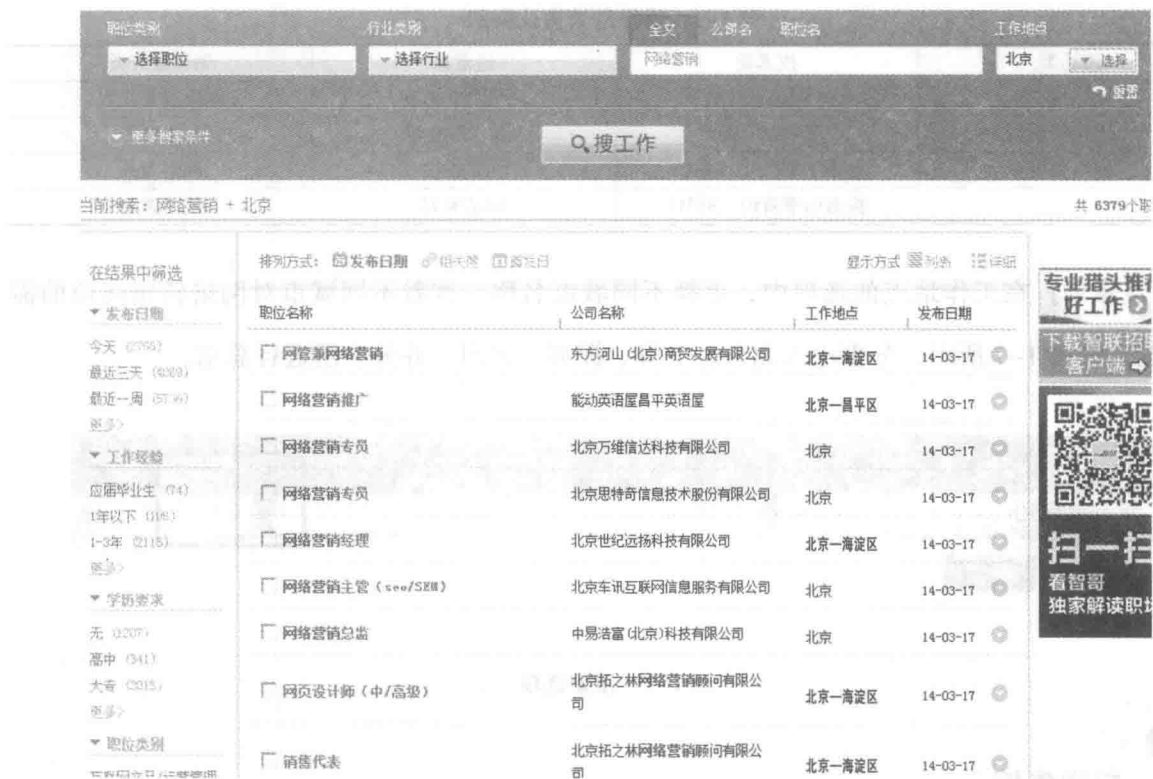 职位类别 行业类别 全文 公司名 职位名 工作地点
选择职位 选择行业 网络营销 北京 选择
重置
更多搜索条件 搜工作
当前搜索：网络营销 + 北京 共 6379个职
在结果中筛选
发布日期
今天
最近三天
最近一周
更多>
工作经验
应届毕业生 (74)
1年以下
1-3年
更多>
学历要求
无
高中 (341)
大专
更多>
职位类别
排列方式： 发布日期 相关度 首发日 显示方式 列表 详细
职位名称 公司名称 工作地点 发布日期
网管兼网络营销 东方河山(北京)商贸发展有限公司 北京-海淀区 14-03-17
网络营销推广 能动英语屋昌平英语屋 北京-昌平区 14-03-17
网络营销专员 北京万维信达科技有限公司 北京 14-03-17
网络营销专员 北京思特奇信息技术股份有限公司 北京 14-03-17
网络营销经理 北京世纪远扬科技有限公司 北京-海淀区 14-03-17
网络营销主管（seo/SEM) 北京车讯互联网信息服务有限公司 北京 14-03-17
网络营销总监 中易浩富(北京)科技有限公司 北京 14-03-17
网页设计师（中/高级） 北京拓之林网络营销顾问有限公
司 北京-海淀区 14-03-17
销售代表 北京拓之林网络营销顾问有限公
司 北京-海淀区 14-03-17
专业猎头推荐
好工作
下载智联招聘
客户端
扫一扫
看智哥
独家解读职场